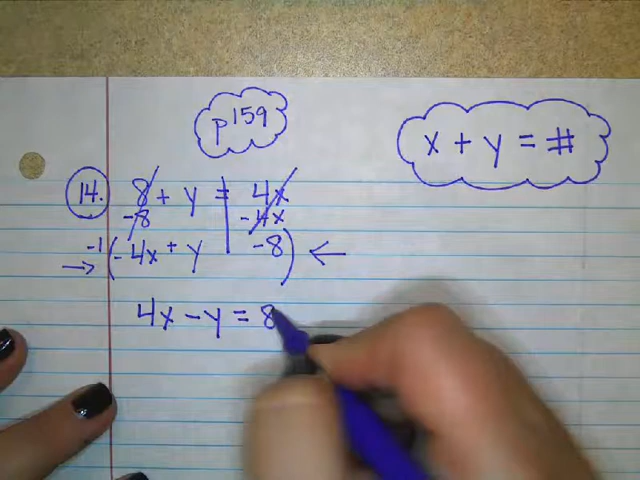 p159
x + y = #
14. 8 + y = 4x
-8 -4x
-1 (-4x + y -8)
4x - y = 8